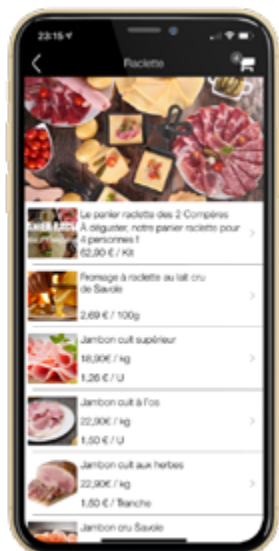 23:15
Raclette
Le panier raclette des 2 Compères
À déguster, notre panier raclette pour
4 personnes !
62,90 € / Kit
Fromage à raclette au lait cru
de Savoie
2,69 € / 100g
Jambon cuit supérieur
18,90€ / kg
1,26 € / U
Jambon cuit à l'os
22,90€ / kg
1,50 € / U
Jambon cuit aux herbes
22,90€ / kg
1,60 € / Tranche
Jambon cru Savoie